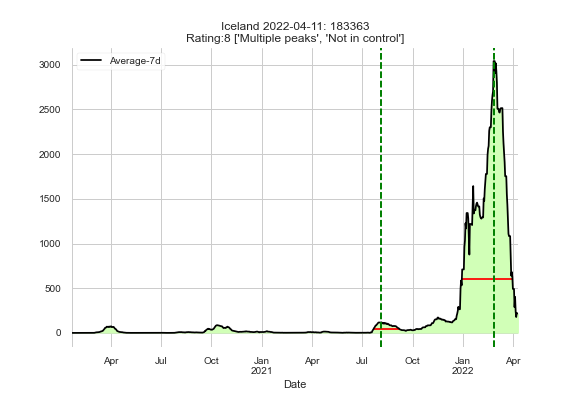 Iceland 2022-04-11: 183363
Rating:8 ['Multiple peaks', 'Not in control']
Average-7d
3000
2500
2000
1500
1000
500
0
Apr Jul Oct Jan Apr Jul Oct Jan Apr
2021 2022
Date